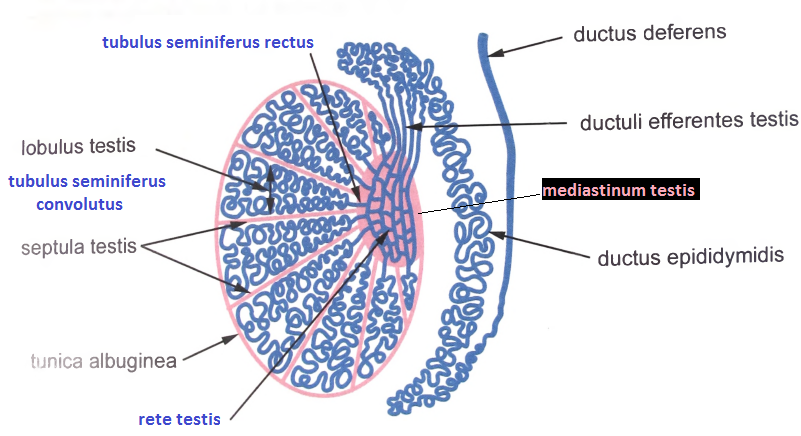 ductus deferens
tubulus seminiferus rectus
ductuli efferentes testis
lobulus testis
tubulus seminiferus
convolutus
mediastinum testis
septula testis
ductus epididymidis
tunica albuginea
rete testis